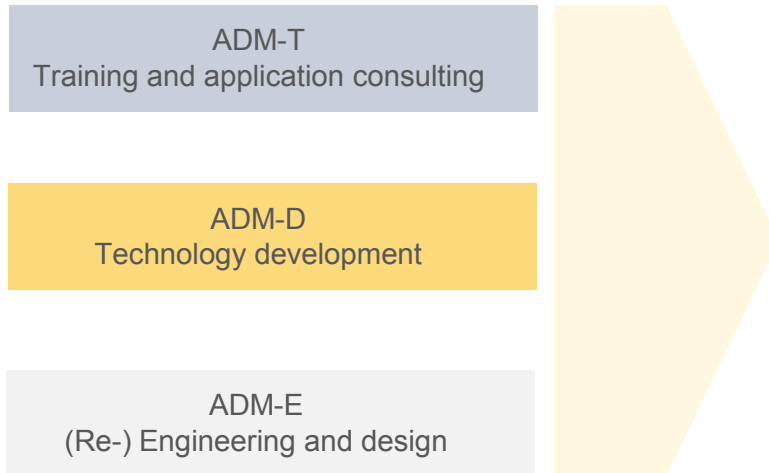 ADM-T
Training and application consulting
ADM-D
Technology development
ADM-E
(Re-) Engineering and design